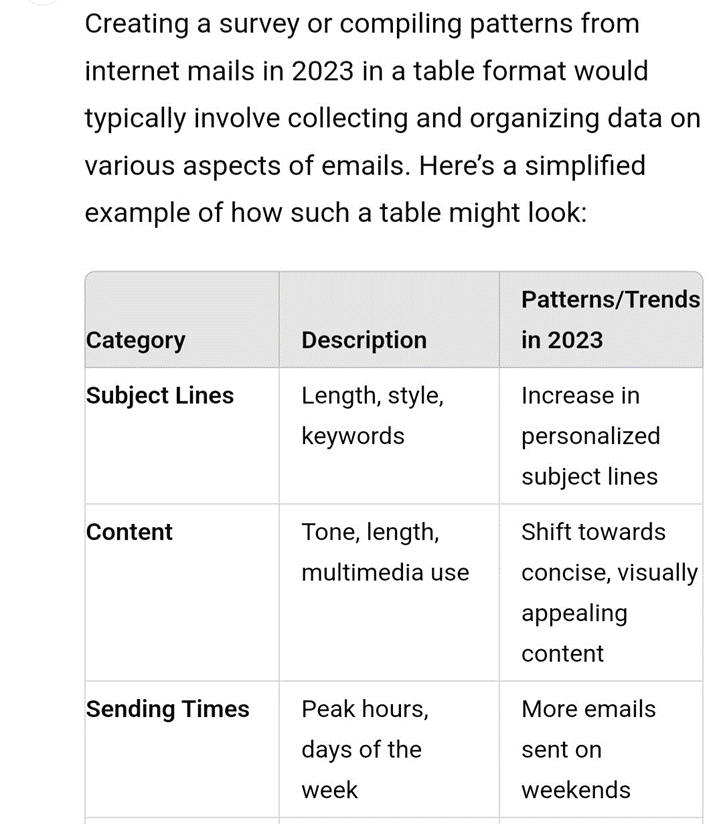 Creating a survey or compiling patterns from
internet mails in 2023 in a table format would
typically involve collecting and organizing data on
various aspects of emails. Here’s a simplified
example of how such a table might look:
Category
Description
Patterns/Trends
in 2023
Subject Lines
Length, style,
keywords
Increase in
personalized
subject lines
Content
Tone, length,
multimedia use
Shift towards
concise, visually
appealing
content
Sending Times
Peak hours,
days of the
week
More emails
sent on
weekends